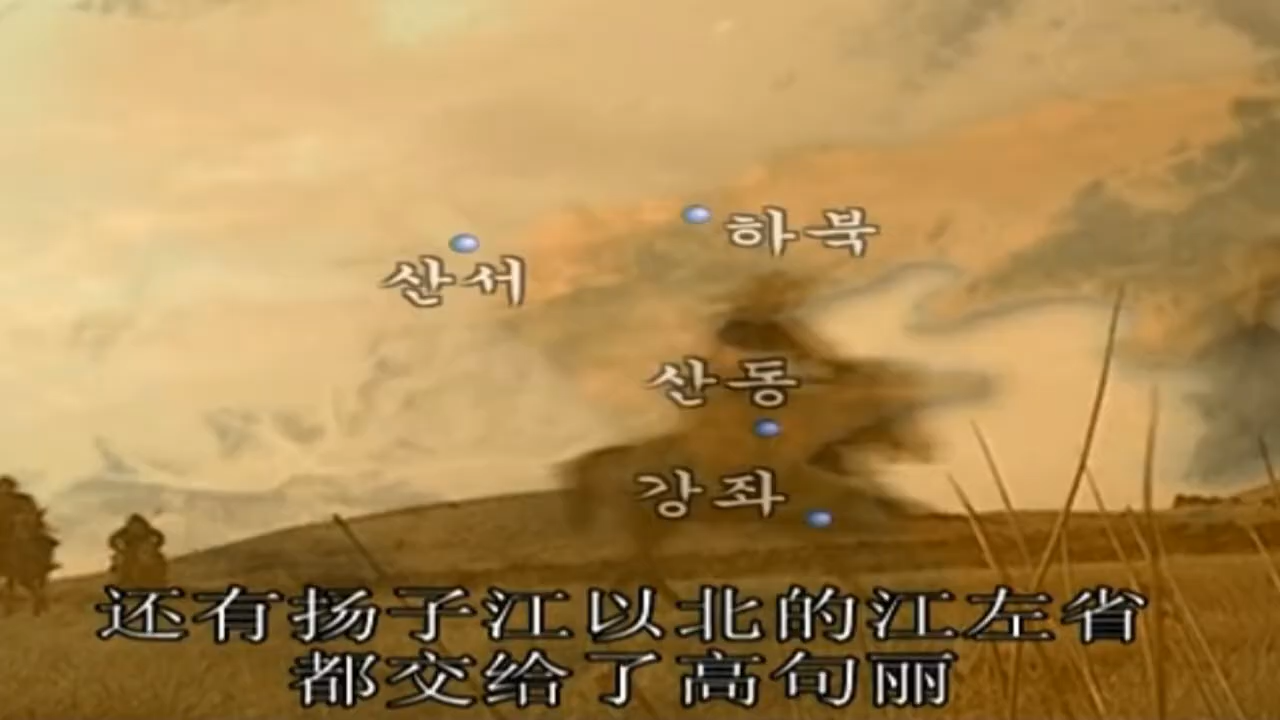 하북
산서
산동
강좌
还有扬子江以北的江左省
都交给了高句丽